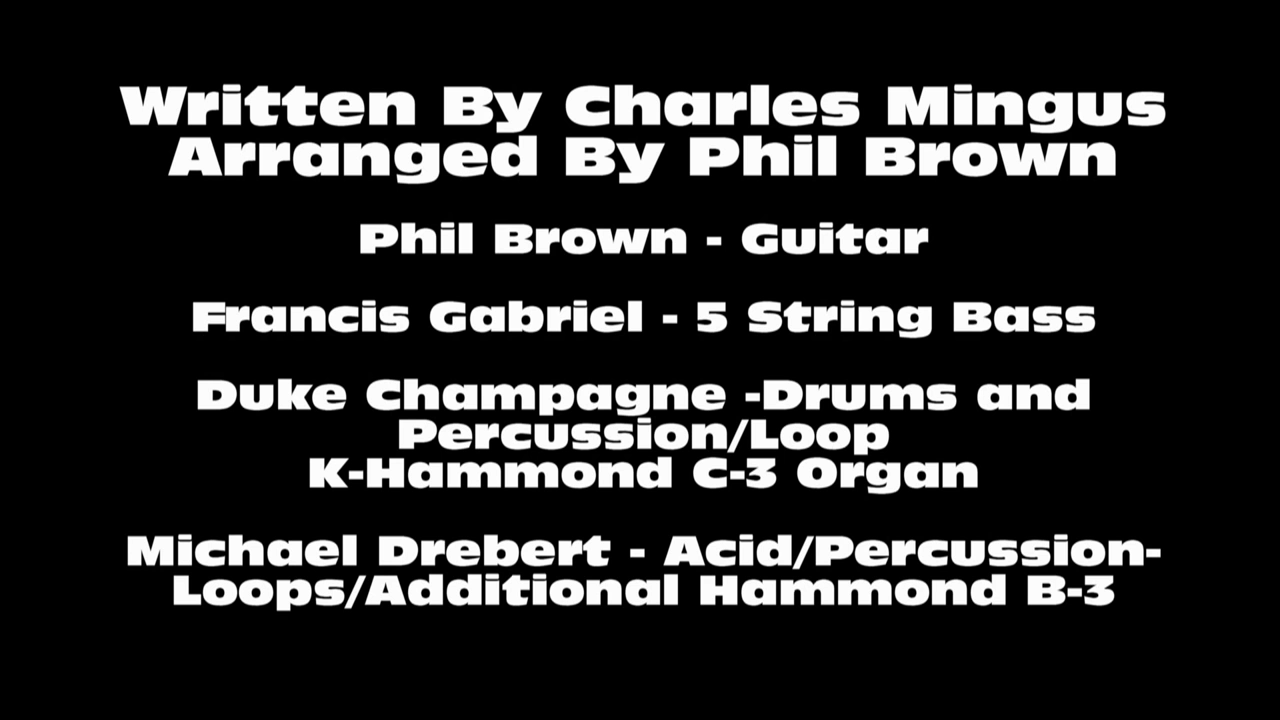 Written By Charles Mingus
Arranged By Phil Brown
Phil Brown - Guitar
Francis Gabriel - 5 String Bass
Duke Champagne -Drums and
Percussion/Loop
K-Hammond C-3 Organ
Michael Drebert - Acid/Percussion-
Loops/Additional Hammond B-3